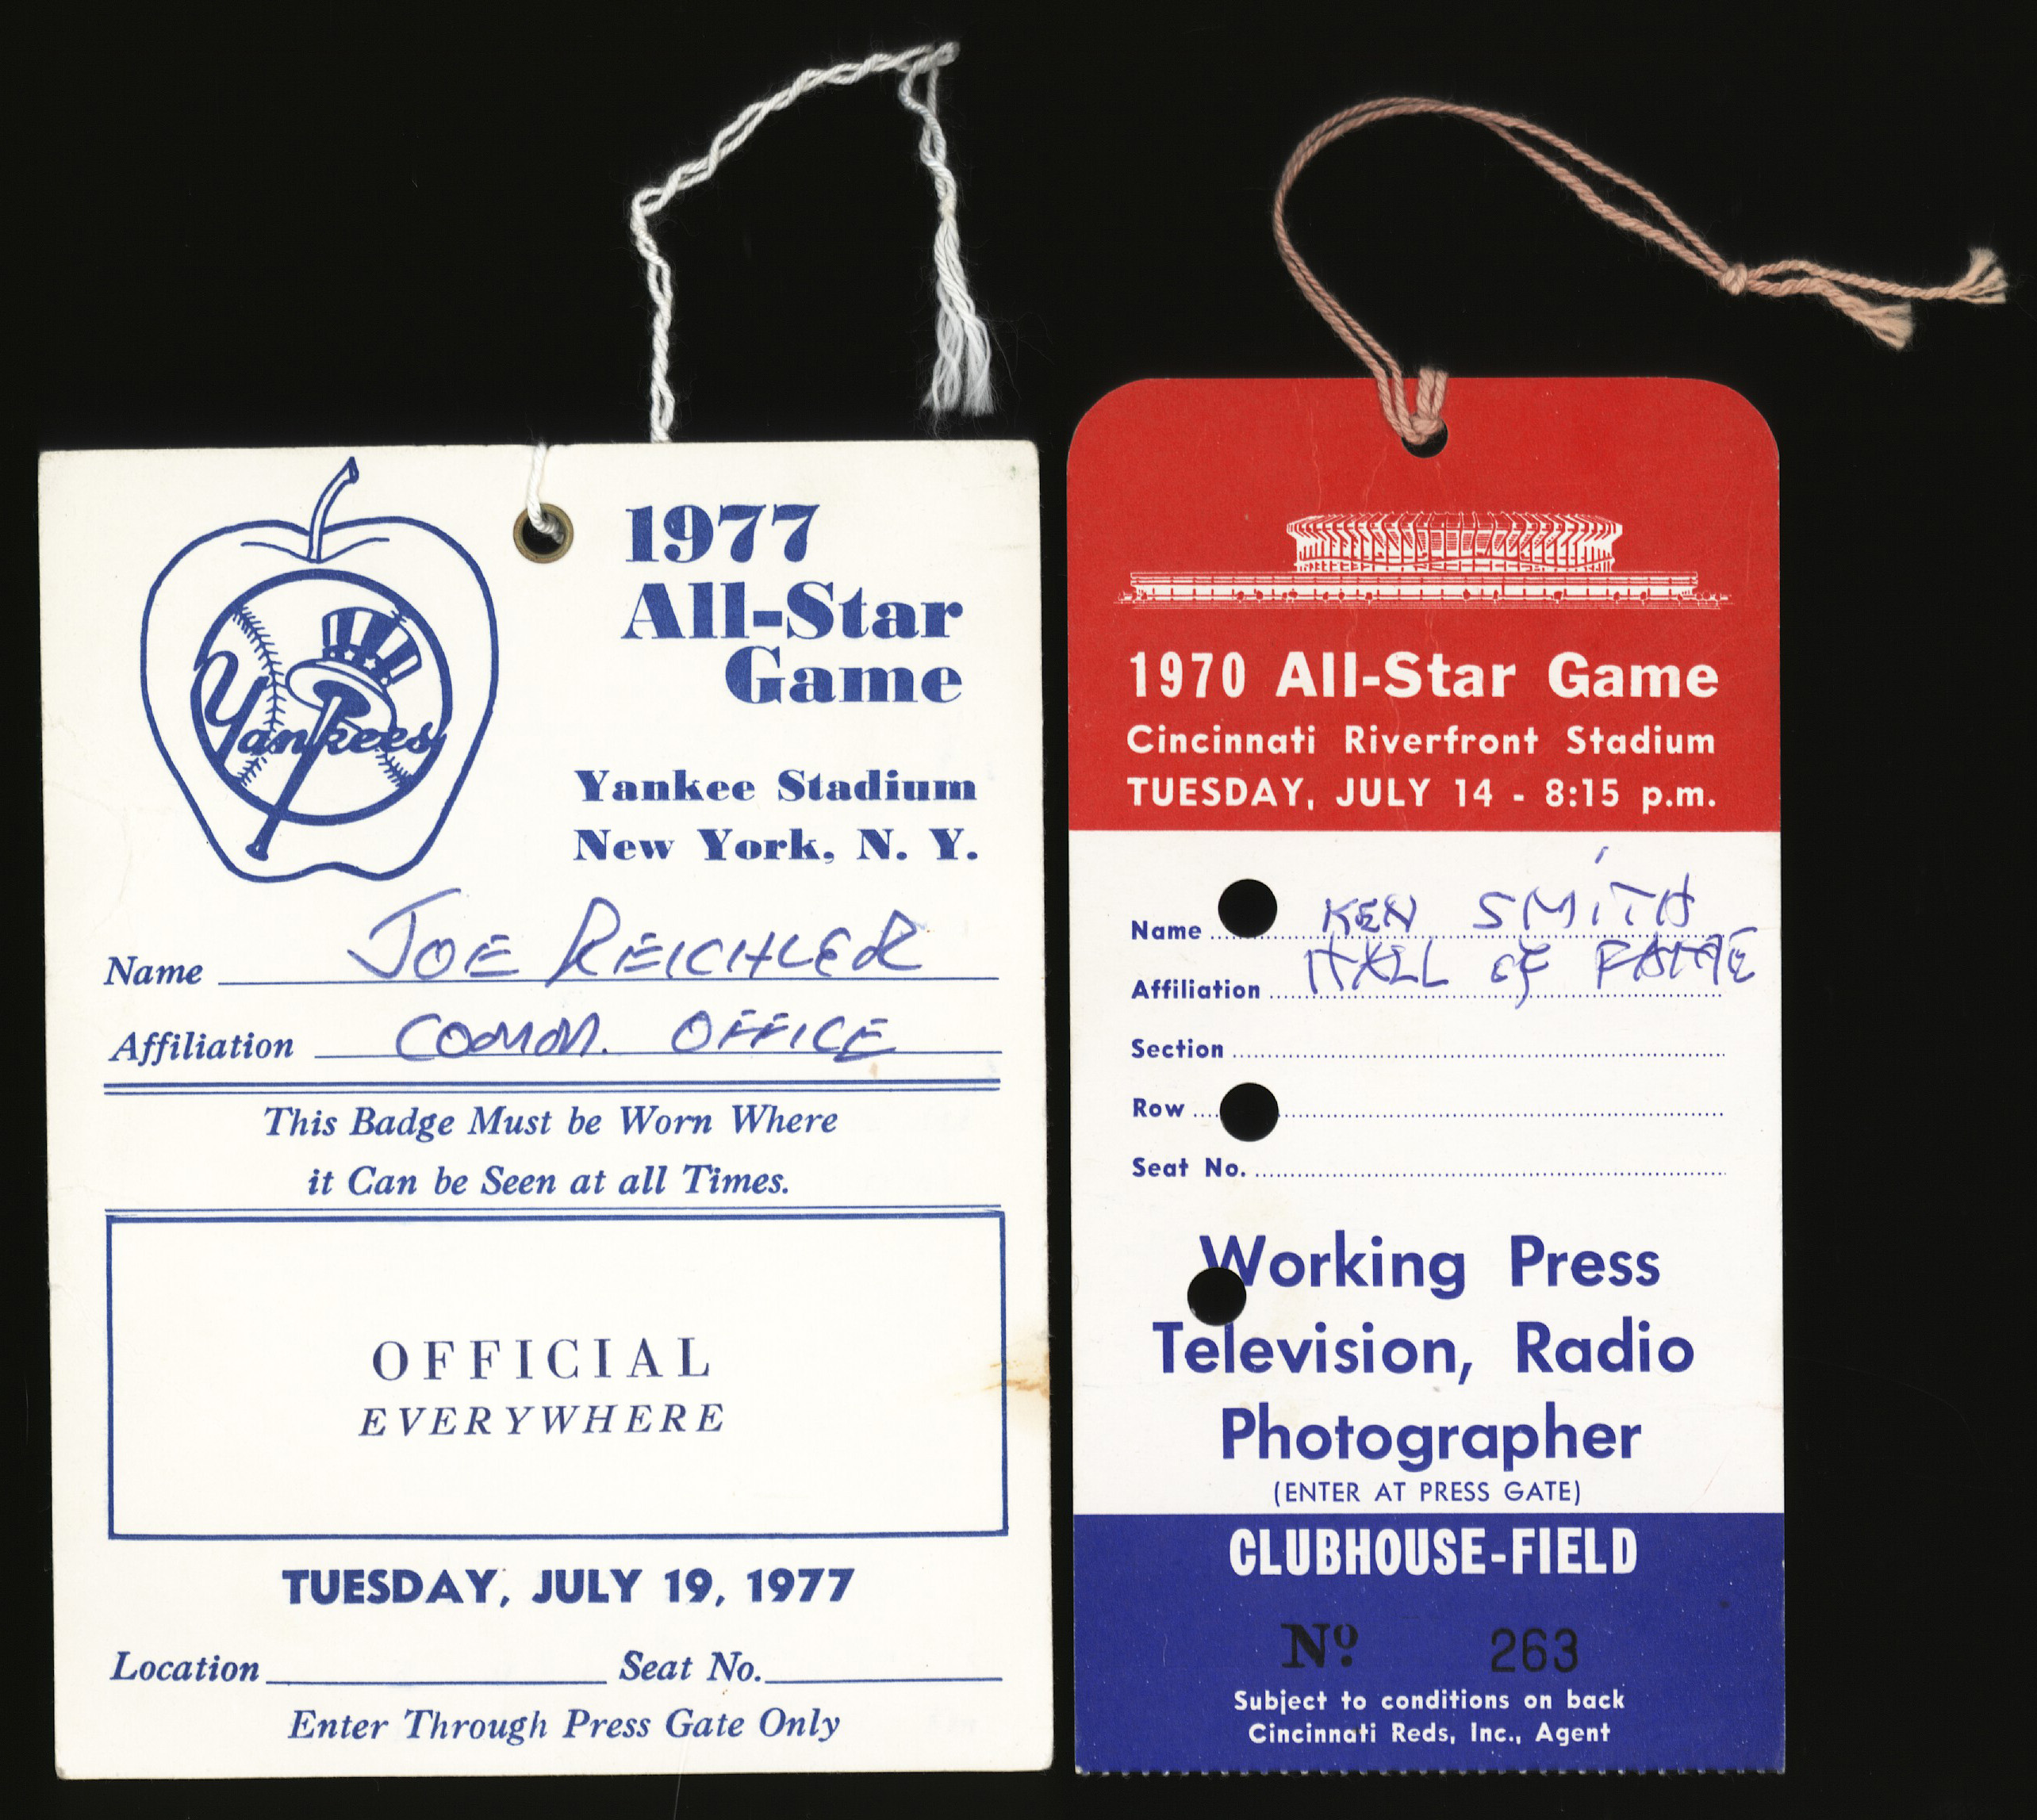 1977
All-Star
Game
Yankees
Yankee Stadium
New York, N. Y.
Name JOE REICHLER
Affiliation COMM. OFFICE
This Badge Must be Worn Where
it Can be Seen at all Times.
OFFICIAL
EVERYWHERE
TUESDAY, JULY 19, 1977
Location Seat No.
Enter Through Press Gate Only
1970 All-Star Game
Cincinnati Riverfront Stadium
TUESDAY, JULY 14 - 8:15 p.m.
Name KEN SMITH
Affiliation HALL OF FAME
Section
Row
Seat No.
Working Press
Television, Radio
Photographer
(ENTER AT PRESS GATE)
CLUBHOUSE-FIELD
Nº 263
Subject to conditions on back
Cincinnati Reds, Inc., Agent